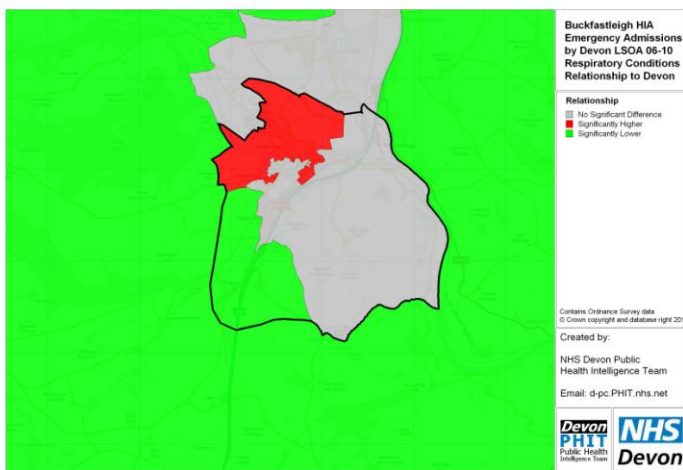 Buckfastleigh HIA
Emergency Admissions
by Devon LSOA 06-10
Respiratory Conditions
Relationship to Devon
Relationship
No Significant Difference
Significantly Higher
Significantly Lower
Contains Ordnance Survey data
© Crown copyright and database right 201
Created by:
NHS Devon Public
Health Intelligence Team
Email: d-pc.PHIT.nhs.net
Devon
PHIT
Public Health
Intelligence Team
NHS
Devon